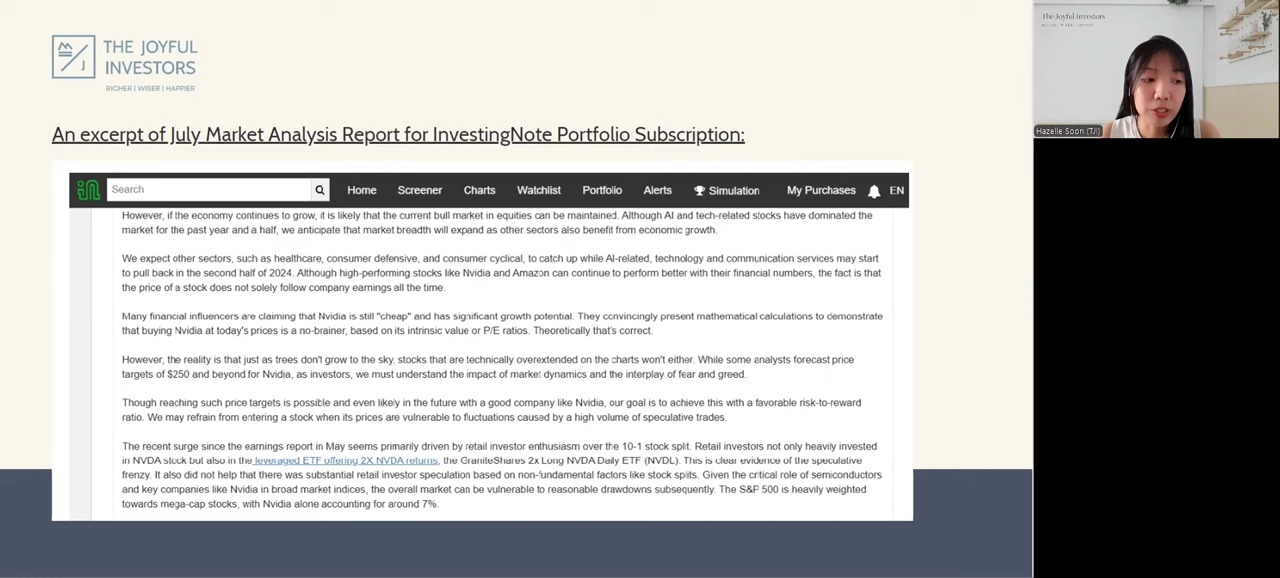 THE JOYFUL
INVESTORS
RICHER | WISER | HAPPIER
An excerpt of July Market Analysis Report for InvestingNote Portfolio Subscription:
in Search Home Screener Charts Watchlist Portfolio Alerts Simulation My Purchases EN
However, if the economy continues to grow, it is likely that the current bull market in equities can be maintained. Although AI and tech-related stocks have dominated the
market for the past year and a half, we anticipate that market breadth will expand as other sectors also benefit from economic growth.
We expect other sectors, such as healthcare, consumer defensive, and consumer cyclical, to catch up while AI-related, technology and communication services may start
to pull back in the second half of 2024. Although high-performing stocks like Nvidia and Amazon can continue to perform better with their financial numbers, the fact is that
the price of a stock does not solely follow company earnings all the time.
Many financial influencers are claiming that Nvidia is still "cheap" and has significant growth potential. They convincingly present mathematical calculations to demonstrate
that buying Nvidia at today's prices is a no-brainer, based on its intrinsic value or P/E ratios. Theoretically that's correct.
However, the reality is that just as trees don't grow to the sky, stocks that are technically overextended on the charts won't either. While some analysts forecast price
targets of $250 and beyond for Nvidia, as investors, we must understand the impact of market dynamics and the interplay of fear and greed.
Though reaching such price targets is possible and even likely in the future with a good company like Nvidia, our goal is to achieve this with a favorable risk-to-reward
ratio. We may refrain from entering a stock when its prices are vulnerable to fluctuations caused by a high volume of speculative trades.
The recent surge since the earnings report in May seems primarily driven by retail investor enthusiasm over the 10-1 stock split. Retail investors not only heavily invested
in NVDA stock but also in the leveraged ETF offering 2X NVDA returns, the GraniteShares 2x Long NVDA Daily ETF (NVDL). This is clear evidence of the speculative
frenzy. It also did not help that there was substantial retail investor speculation based on non-fundamental factors like stock splits. Given the critical role of semiconductors
and key companies like Nvidia in broad market indices, the overall market can be vulnerable to reasonable drawdowns subsequently. The S&P 500 is heavily weighted
towards mega-cap stocks, with Nvidia alone accounting for around 7%.
The Joyful Investors
Hazelle Soon (TJI)